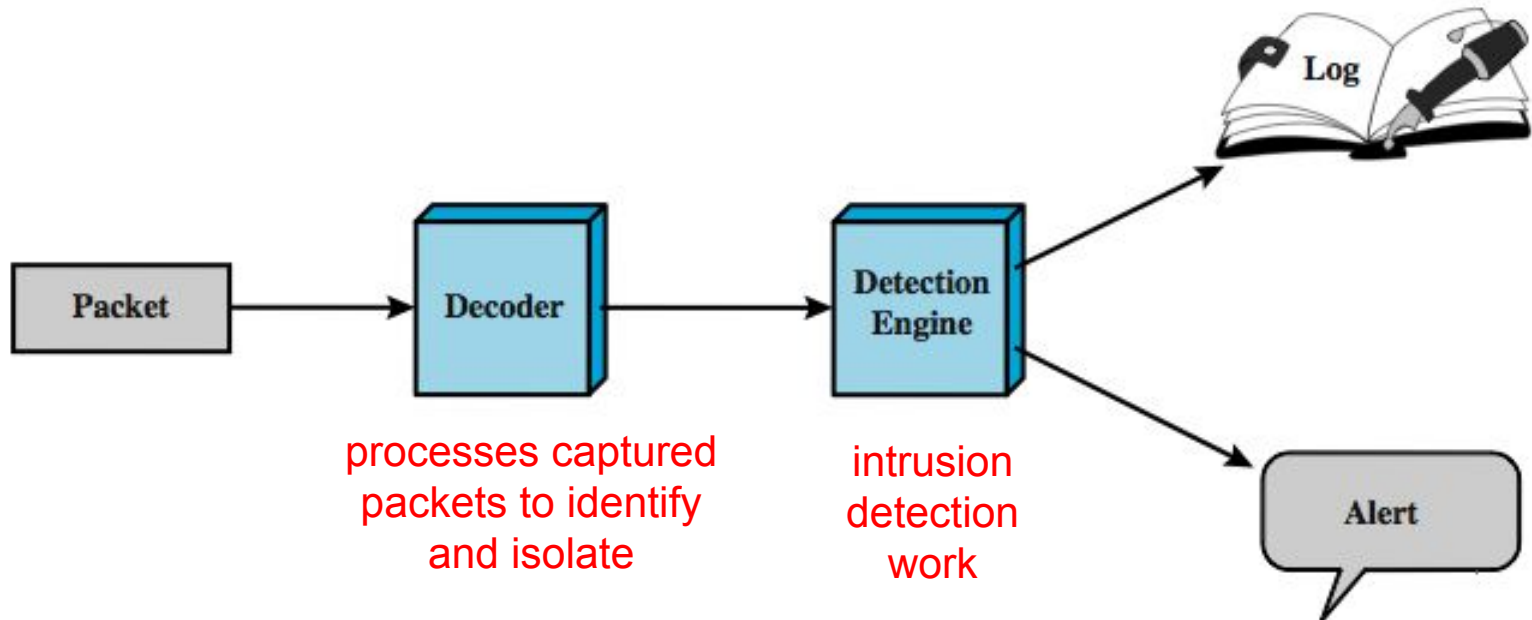 Log
Packet
Decoder
Detection
Engine
processes captured
packets to identify
and isolate
intrusion
detection
work
Alert